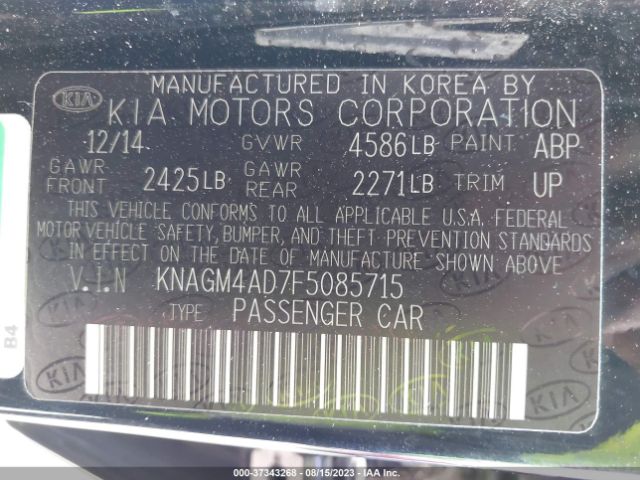 MANUFACTURED IN KOREA BY
KIA KIA MOTORS CORPORATION
12/14 GVWR 4586LB PAINT ABP
GAWR FRONT 2425LB GAWR REAR 2271LB TRIM UP
THIS VEHICLE CONFORMS TO ALL APPLICABLE U.S.A. FEDERAL
MOTOR VEHICLE SAFETY, BUMPER, AND THEFT PREVENTION STANDARDS
IN EFFECT ON THE DATE OF MANUFACTURE SHOWN ABOVE.
V.I.N KNAGM4AD7F5085715
TYPE PASSENGER CAR
B4
KIA
KIA
000-37343268 - 08/15/2023 - IAA Inc.